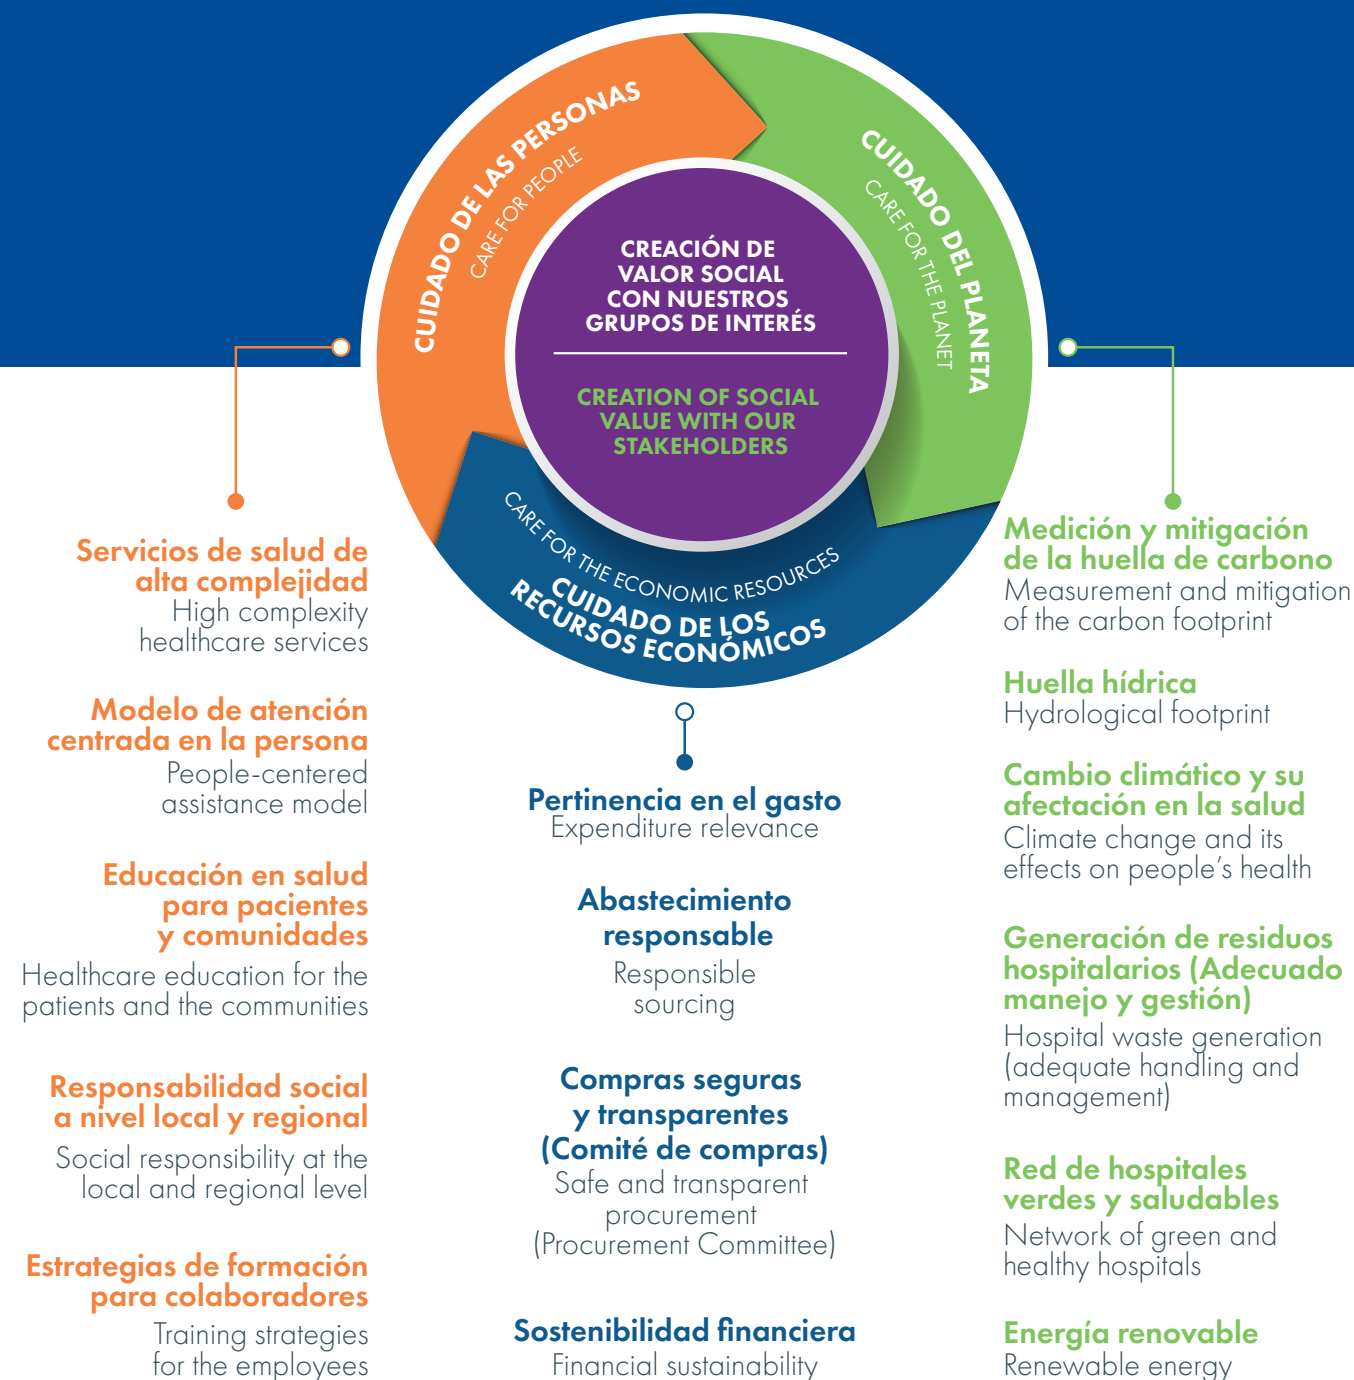 CUIDADO DE LAS PERSONAS
CARE FOR PEOPLE
CUIDADO DEL PLANETA
CARE FOR THE PLANET
CREACIÓN DE
VALOR SOCIAL
CON NUESTROS
GRUPOS DE INTERÉS
CREATION OF SOCIAL
VALUE WITH OUR
STAKEHOLDERS
CARE FOR THE ECONOMIC RESOURCES
CUIDADO DE LOS
RECURSOS ECONÓMICOS
Servicios de salud de
alta complejidad
High complexity
healthcare services
Modelo de atención
centrada en la persona
People-centered
assistance model
Educación en salud
para pacientes
y comunidades
Healthcare education for the
patients and the communities
Responsabilidad social
a nivel local y regional
Social responsibility at the
local and regional level
Estrategias de formación
para colaboradores
Training strategies
for the employees
Pertinencia en el gasto
Expenditure relevance
Abastecimiento
responsable
Responsible
sourcing
Compras seguras
y transparentes
(Comité de compras)
Safe and transparent
procurement
(Procurement Committee)
Sostenibilidad financiera
Financial sustainability
Medición y mitigación
de la huella de carbono
Measurement and mitigation
of the carbon footprint
Huella hídrica
Hydrological footprint
Cambio climático y su
afectación en la salud
Climate change and its
effects on people's health
Generación de residuos
hospitalarios (Adecuado
manejo y gestión)
Hospital waste generation
(adequate handling and
management)
Red de hospitales
verdes y saludables
Network of green and
healthy hospitals
Energía renovable
Renewable energy